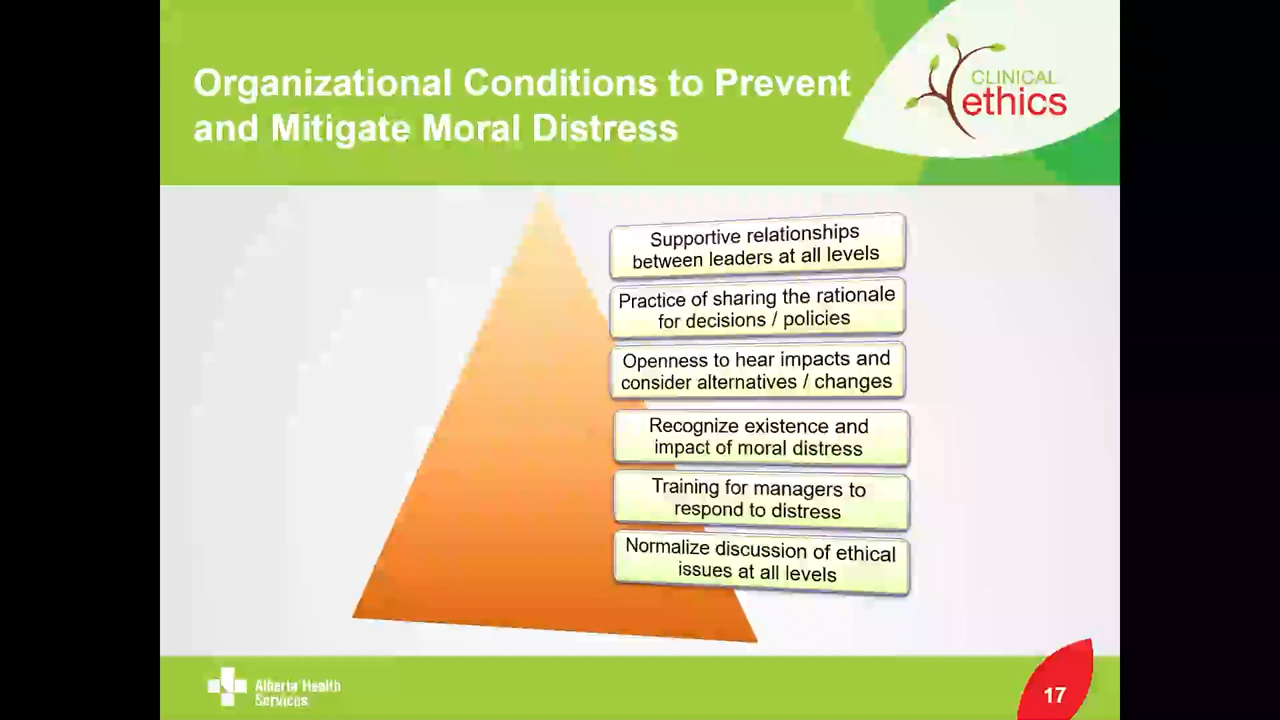 Organizational Conditions to Prevent
and Mitigate Moral Distress
CLINICAL
ethics
Supportive relationships
between leaders at all levels
Practice of sharing the rationale
for decisions / policies
Openness to hear impacts and
consider alternatives / changes
Recognize existence and
impact of moral distress
Training for managers to
respond to distress
Normalize discussion of ethical
issues at all levels
Alberta Health
Services
17